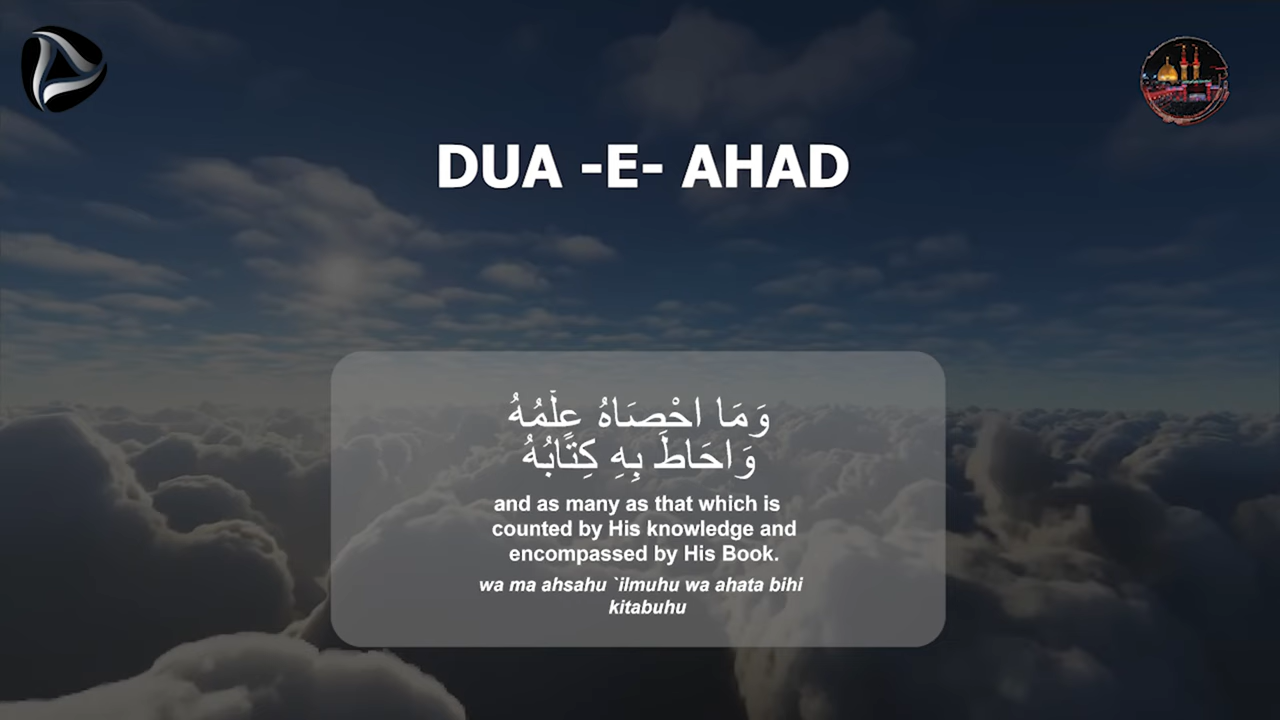 DUA -E- AHAD
وَمَا احْصَاهُ عِلْمُهُ
وَاحَاطَ بِهِ كِتَابُهُ
and as many as that which is
counted by His knowledge and
encompassed by His Book.
wa ma ahsahu `ilmuhu wa ahata bihi
kitabuhu